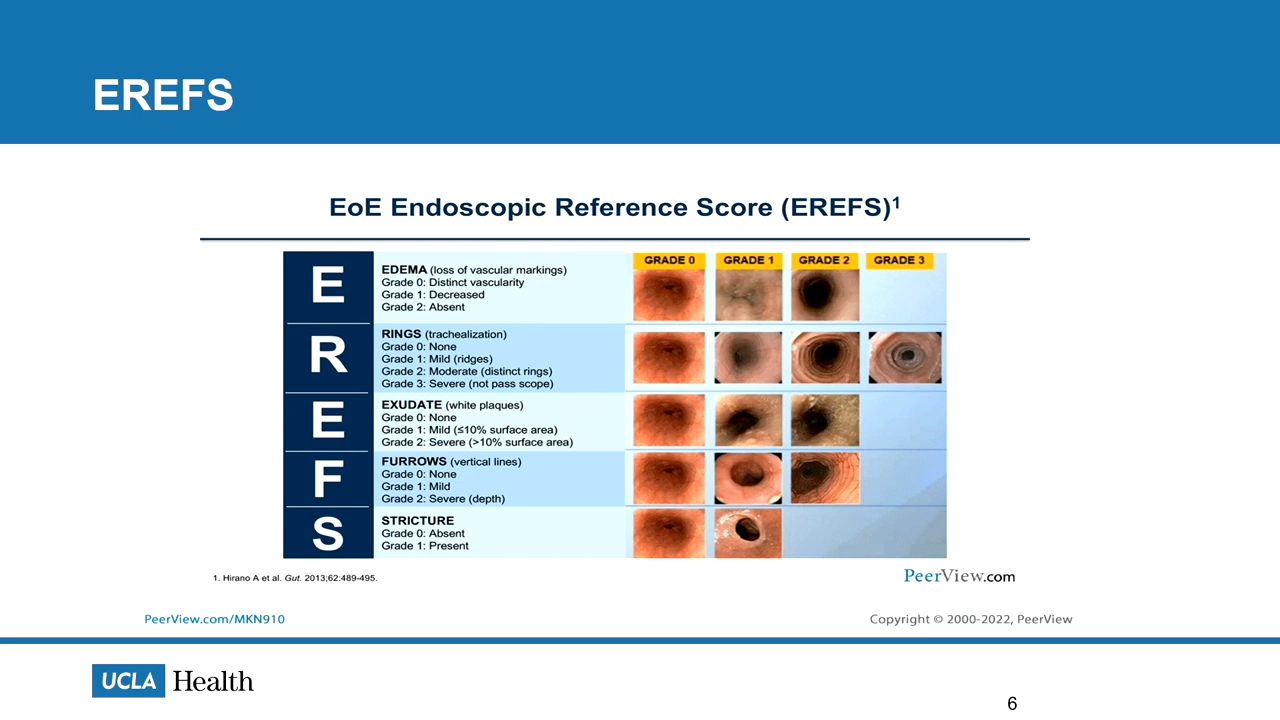 EREFS
EoE Endoscopic Reference Score (EREFS)1
GRADE 0 GRADE 1 GRADE 2 GRADE 3
E
EDEMA (loss of vascular markings)
Grade 0: Distinct vascularity
Grade 1: Decreased
Grade 2: Absent
R
RINGS (trachealization)
Grade 0: None
Grade 1: Mild (ridges)
Grade 2: Moderate (distinct rings)
Grade 3: Severe (not pass scope)
E
EXUDATE (white plaques)
Grade 0: None
Grade 1: Mild (≤10% surface area)
Grade 2: Severe (>10% surface area)
F
FURROWS (vertical lines)
Grade 0: None
Grade 1: Mild
Grade 2: Severe (depth)
S
STRICTURE
Grade 0: Absent
Grade 1: Present
1. Hirano A et al. Gut. 2013;62:489-495.
PeerView.com
PeerView.com/MKN910
Copyright © 2000-2022, PeerView
UCLA Health
6